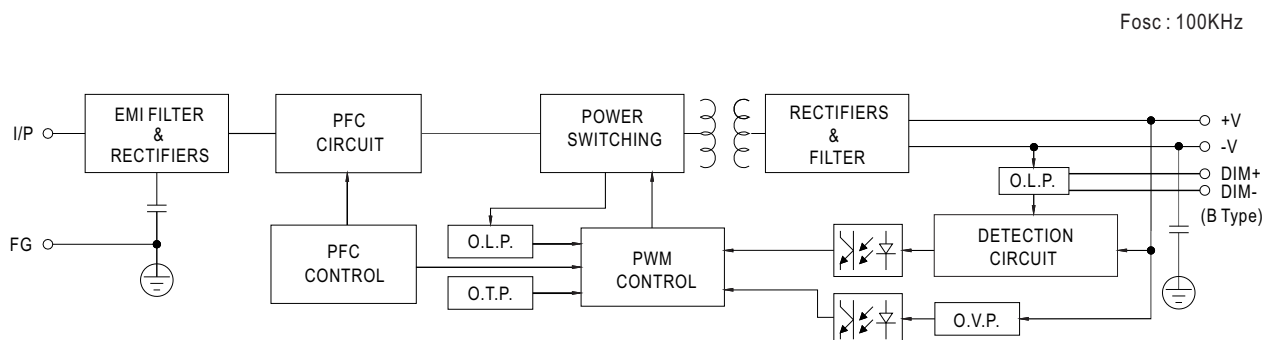 Fosc : 100KHz
I/P
EMI FILTER
&
RECTIFIERS
PFC
CIRCUIT
POWER
SWITCHING
RECTIFIERS
&
FILTER
+V
-V
DIM+
DIM-
(B Type)
O.L.P.
FG
PFC
CONTROL
O.L.P.
O.T.P.
PWM
CONTROL
DETECTION
CIRCUIT
O.V.P.